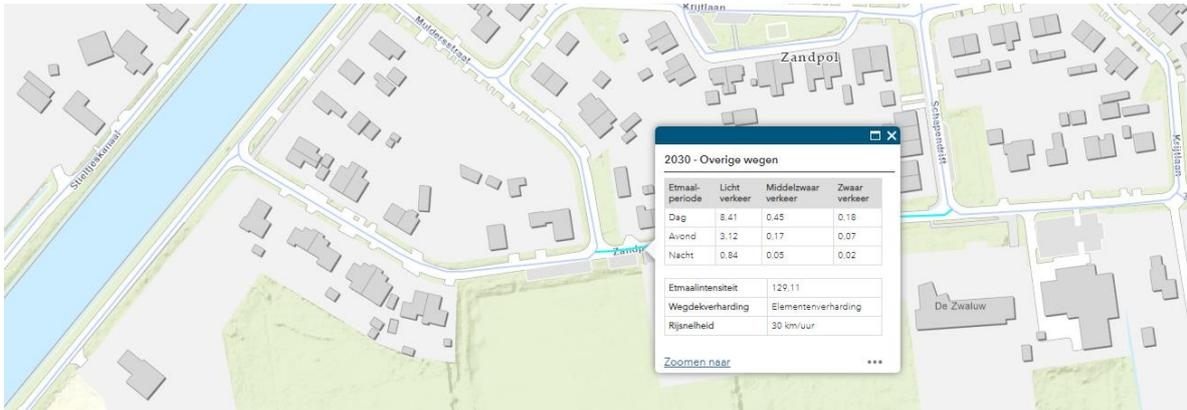 Krijtlaan
Muldersstraat
Zandpol
Stieltjeskanaal
Schapendrift
Krijtlaan
2030 - Overige wegen
Etmaal-periode Licht verkeer Middelzwaar verkeer Zwaar verkeer
Dag 8.41 0,45 0,18
Avond 3.12 0,17 0,07
Nacht 0,84 0,05 0,02
Etmaalintensiteit 129,11
Wegdekverharding Elementenverharding
Rijsnelheid 30 km/uur
Zoomen naar
De Zwaluw